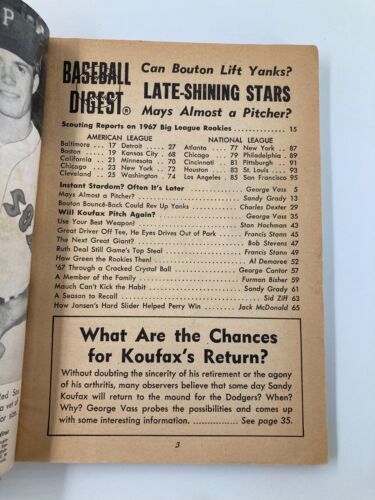 BASEBALL
DIGEST®
Can Bouton Lift Yanks?
LATE-SHINING STARS
Mays Almost a Pitcher?
Scouting Reports on 1967 Big League Rookies .............. 15
AMERICAN LEAGUE NATIONAL LEAGUE
Baltimore ... 17 Detroit ...... 27 Atlanta ..... 77 New York ... 87
Boston ...... 19 Kansas City .. 68 Chicago ..... 79 Philadelphia . 89
California ... 21 Minnesota .... 70 Cincinnati ... 81 Pittsburgh ... 91
Chicago ..... 23 New York .... 72 Houston ..... 83 St. Louis .... 93
Cleveland ... 25 Washington .. 74 Los Angeles .. 85 San Francisco 95
Instant Stardom? Often It's Later ........ George Vass 5
Mays Almost a Pitcher? ........ Sandy Grady 13
Bouton Bouncé-Back Could Rev Up Yanks ........ Charles Dexter 29
Will Koufax Pitch Again? ........ George Vass 35
Use Your Best Weapon! ........ Stan Hochman 43
Great Driver Off Tee, He Eyes Drives Out of Park .. Francis Stann 45
The Next Great Giant? ........ Bob Stevens 47
Ruth Deal Still Game's Top Steal ........ Francis Stann 49
How Green the Rookies Then! ........ Al Demaree 52
'67 Through a Cracked Crystal Ball ........ George Cantor 57
A Member of the Family ........ Furman Bisher 59
Mauch Can't Kick the Habit ........ Sandy Grady 61
A Season to Recall ........ Sid Ziff 63
How Jansen's Hard Slider Helped Perry Win .. Jack McDonald 65
What Are the Chances
for Koufax's Return?
Without doubting the sincerity of his retirement or the agony
of his arthritis, many observers believe that some day Sandy
Koufax will return to the mound for the Dodgers? When?
Why? George Vass probes the possibilities and comes up
with some interesting information. ........ See page 35.
3